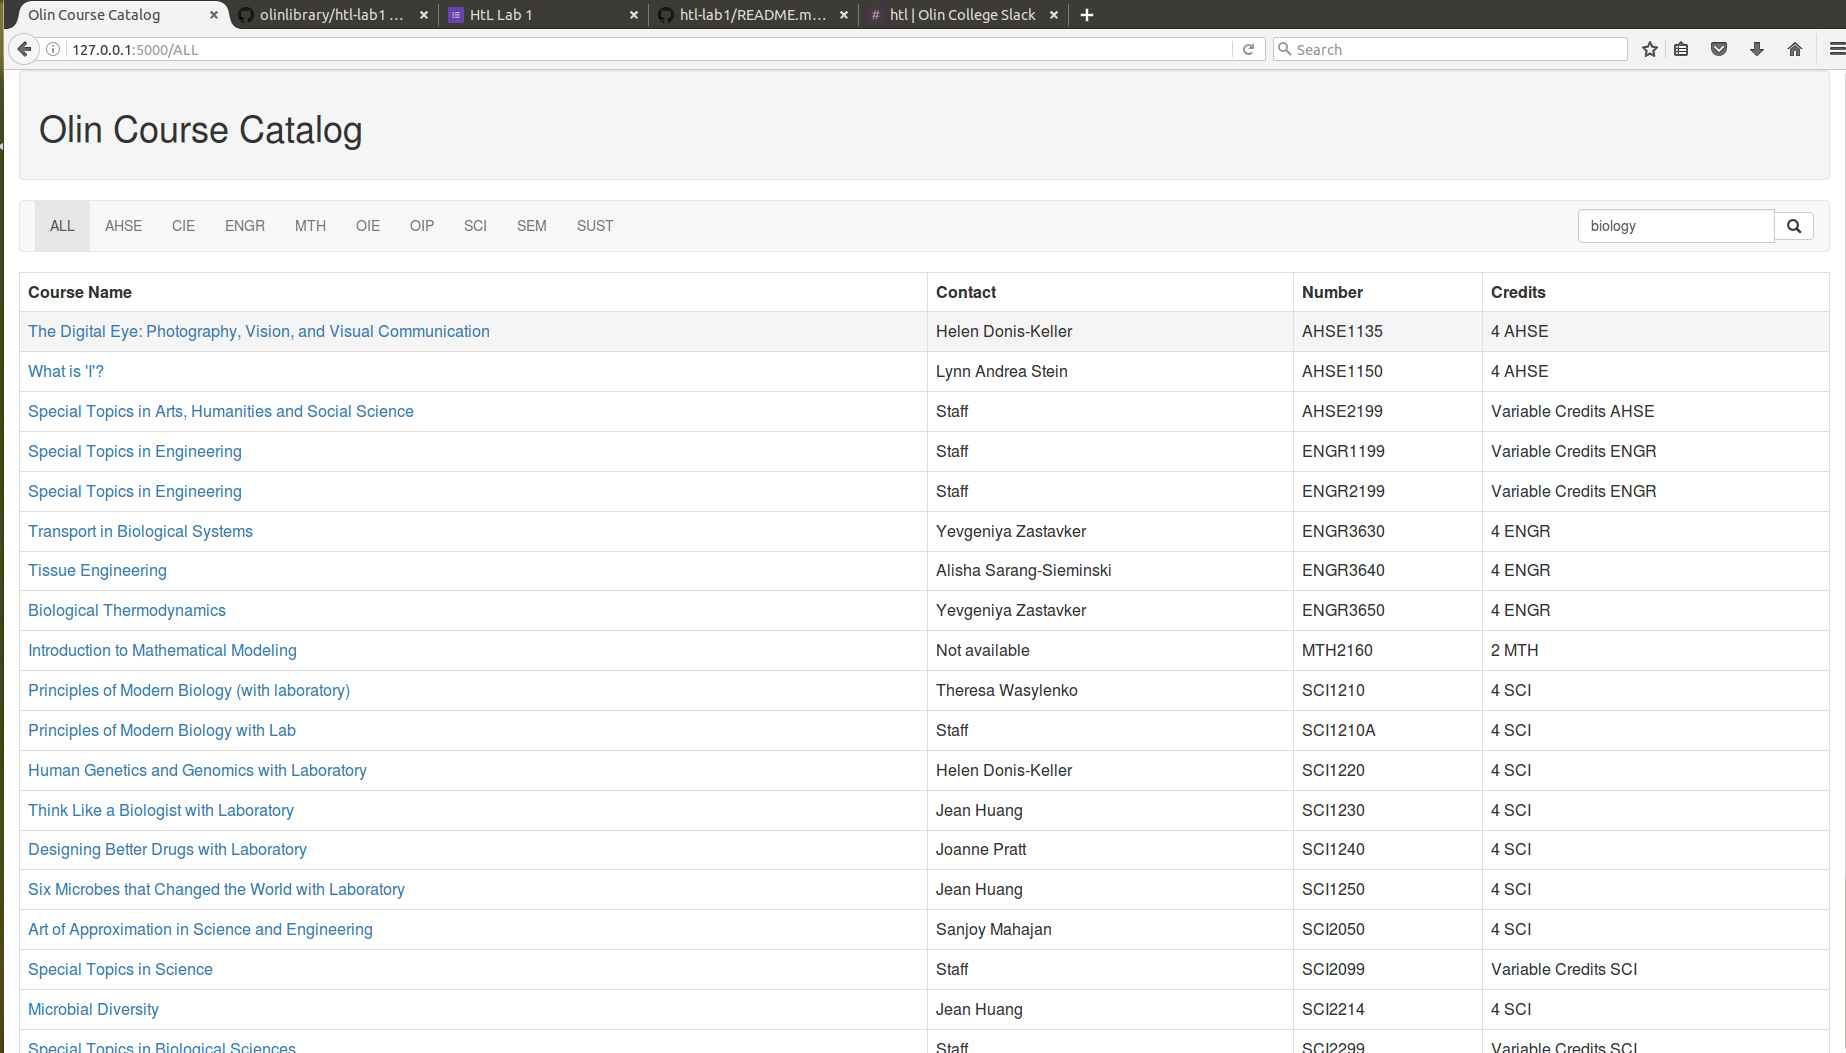 Olin Course Catalog
olinlibrary/htl-lab1 ...
HtL Lab 1
htl-lab1/README.m...
# htl | Olin College Slack
127.0.0.1:5000/ALL
Search
Olin Course Catalog
ALL AHSE CIE ENGR MTH OIE OIP SCI SEM SUST biology
Course Name Contact Number Credits
The Digital Eye: Photography, Vision, and Visual Communication Helen Donis-Keller AHSE1135 4 AHSE
What is 'I'? Lynn Andrea Stein AHSE1150 4 AHSE
Special Topics in Arts, Humanities and Social Science Staff AHSE2199 Variable Credits AHSE
Special Topics in Engineering Staff ENGR1199 Variable Credits ENGR
Special Topics in Engineering Staff ENGR2199 Variable Credits ENGR
Transport in Biological Systems Yevgeniya Zastavker ENGR3630 4 ENGR
Tissue Engineering Alisha Sarang-Sieminski ENGR3640 4 ENGR
Biological Thermodynamics Yevgeniya Zastavker ENGR3650 4 ENGR
Introduction to Mathematical Modeling Not available MTH2160 2 MTH
Principles of Modern Biology (with laboratory) Theresa Wasylenko SCI1210 4 SCI
Principles of Modern Biology with Lab Staff SCI1210A 4 SCI
Human Genetics and Genomics with Laboratory Helen Donis-Keller SCI1220 4 SCI
Think Like a Biologist with Laboratory Jean Huang SCI1230 4 SCI
Designing Better Drugs with Laboratory Joanne Pratt SCI1240 4 SCI
Six Microbes that Changed the World with Laboratory Jean Huang SCI1250 4 SCI
Art of Approximation in Science and Engineering Sanjoy Mahajan SCI2050 4 SCI
Special Topics in Science Staff SCI2099 Variable Credits SCI
Microbial Diversity Jean Huang SCI2214 4 SCI
Special Topics in Biological Sciences Staff SCI2299 Variable Credits SCI